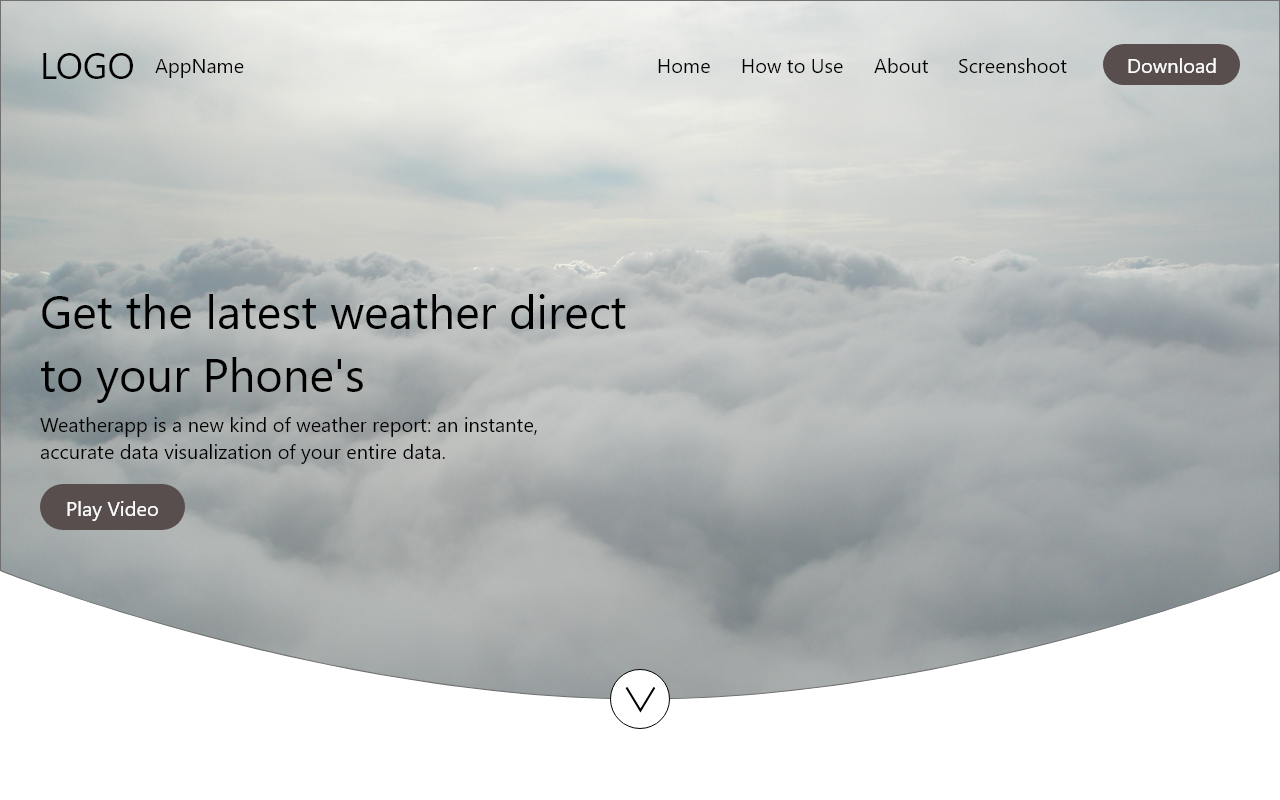 LOGO AppName Home How to Use About Screenshoot Download
Get the latest weather direct
to your Phone's
Weatherapp is a new kind of weather report: an instante,
accurate data visualization of your entire data.
Play Video